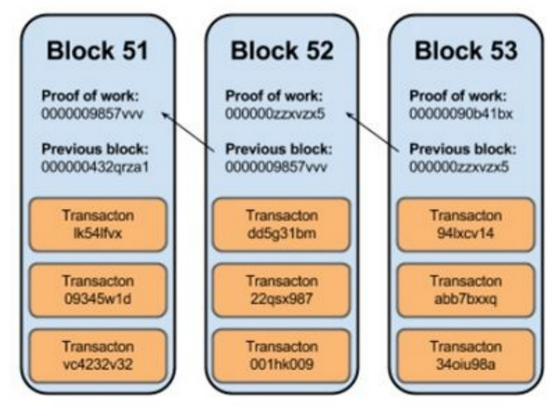 Block 51
Proof of work:
0000009857vvv
Previous block:
000000432qrza1
Transacton
lk54lfvx
Transacton
09345w1d
Transacton
vc4232v32
Block 52
Proof of work:
000000zzxvzx5
Previous block:
0000009857vvv
Transacton
dd5g31bm
Transacton
22qsx987
Transacton
001hk009
Block 53
Proof of work:
00000090b41bx
Previous block:
000000zzxvzx5
Transacton
94lxcv14
Transacton
abb7bxxq
Transacton
34oiu98a